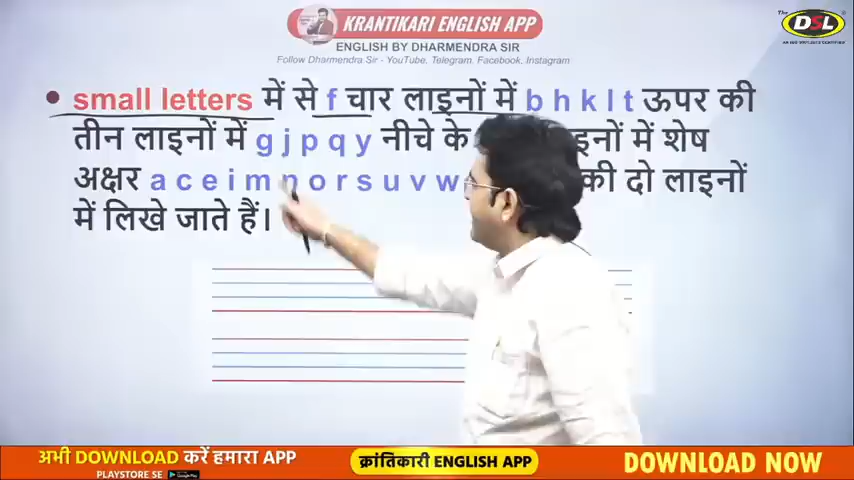 KRANTIKARI ENGLISH APP
ENGLISH BY DHARMENDRA SIR
Follow Dharmendra Sir - YouTube, Telegram, Facebook, Instagram
The DSL
• small letters में से f चार लाइनों में b h k l t ऊपर की
तीन लाइनों में g j p q y नीचे के लाइनों में शेष
अक्षर a c e i m n o r s u v w की दो लाइनों
में लिखे जाते हैं।
अभी DOWNLOAD करें हमारा APP
PLAYSTORE SE
क्रांतिकारी ENGLISH APP
DOWNLOAD NOW